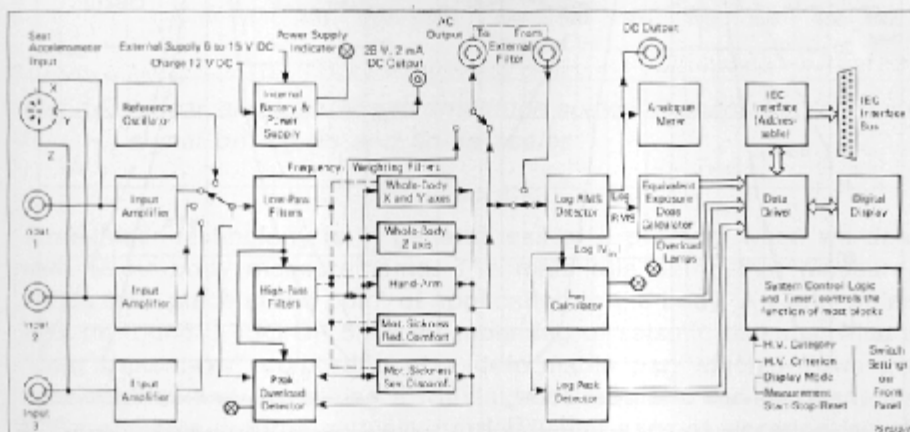 Seat
Accelerometer
Input
X
Y
Z
External Supply 6 to 15 V DC
Charge 12 V DC
Power Supply
Indicator
28 V, 2 mA
DC Output
AC
Output
To
From
External
Filter
DC Output
Reference
Oscillator
Internal
Battery &
Power
Supply
Analogue
Meter
IEC
Interface
(Addres-
sable)
IEC
Interface
Bus
Frequency Weighting Filters
Input
Amplifier
Low-Pass
Filters
Whole-Body
X and Y axis
Whole-Body
Z axis
Hand-Arm
Mot. Sickness
Red. Comfort
Mot. Sickness
Sev. Discomf.
Log RMS
Detector
RMS
Equivalent
Exposure
Dose
Calculator
Data
Driver
Digital
Display
Overload
Lamps
Input
1
Input
Amplifier
High-Pass
Filters
Calculator
2
Input
Amplifier
Peak
Overload
Detector
Log Peak
Detector
Input
3
System Control Logic
and Timer, controls the
function of most blocks
H.V. Category
H.V. Criterion
Display Mode
Measurement
Start-Stop-Reset
Switch
Settings
on
Front
Panel